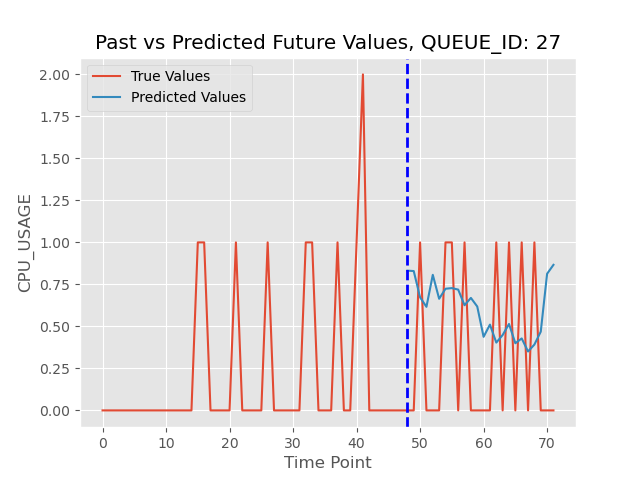 Past vs Predicted Future Values, QUEUE_ID: 27
True Values
Predicted Values
2.00
1.75
1.50
1.25
1.00
0.75
0.50
0.25
0.00
CPU_USAGE
0 10 20 30 40 50 60 70
Time Point